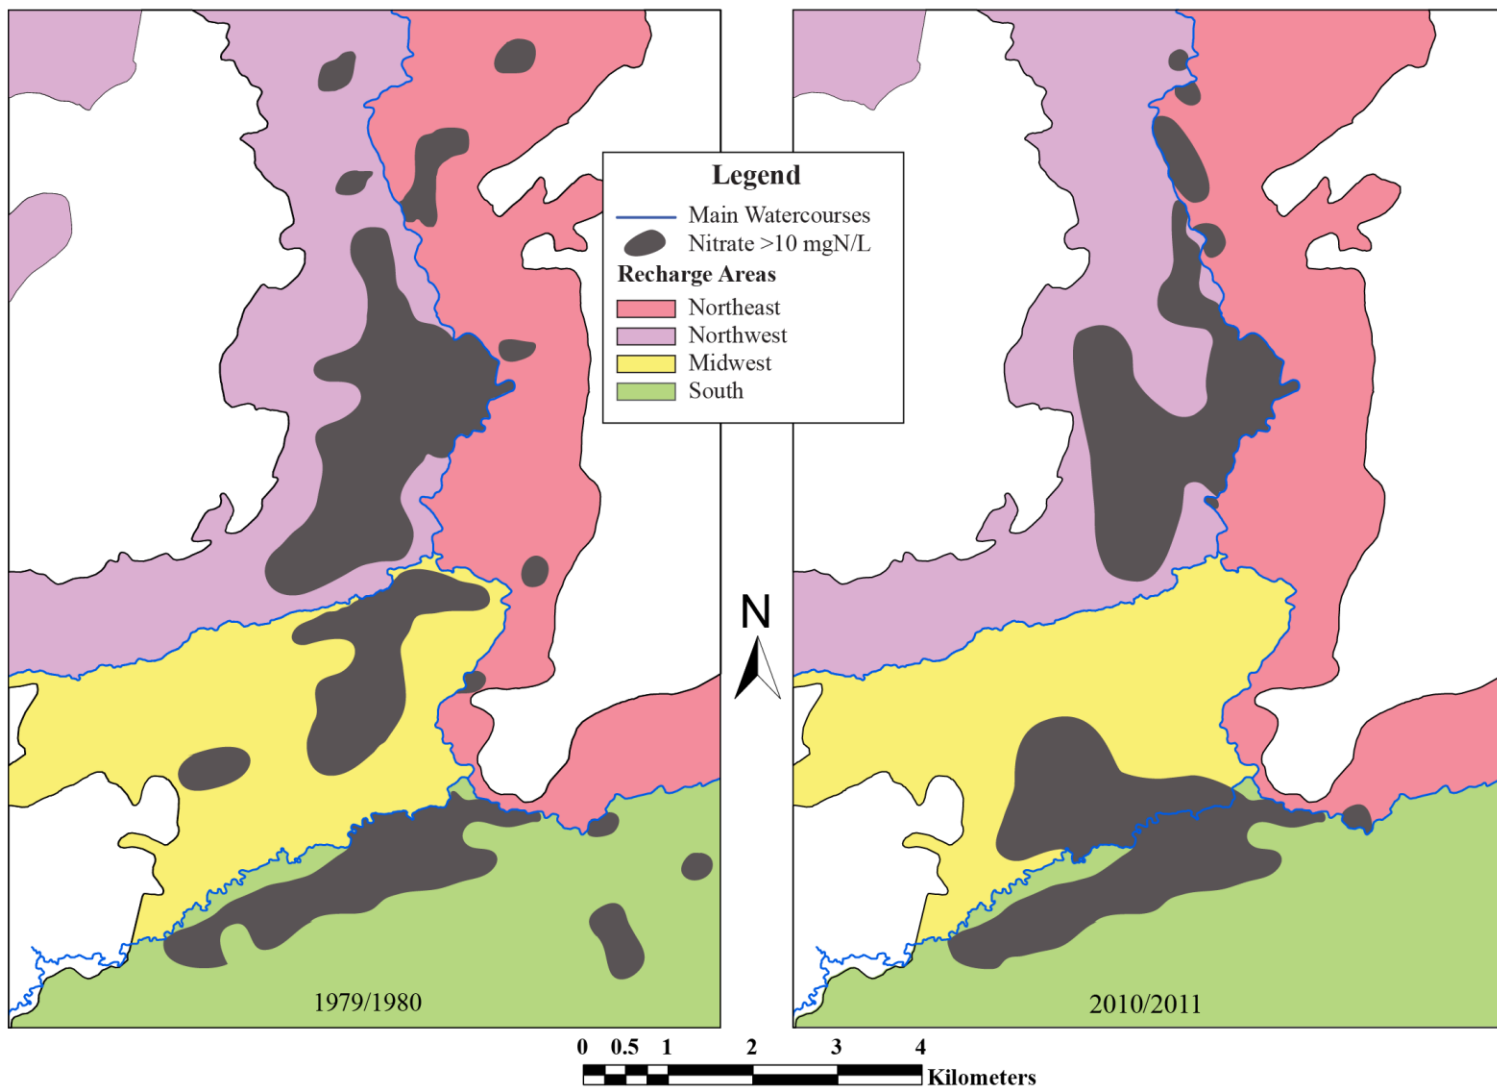 Legend
Main Watercourses
Nitrate >10 mgN/L
Recharge Areas
Northeast
Northwest
Midwest
South
N
1979/1980
2010/2011
0 0.5 1 2 3 4
Kilometers